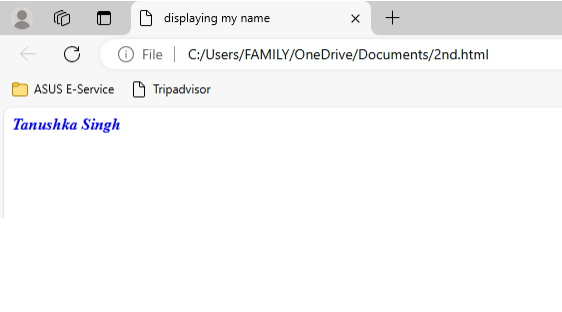 displaying my name
File | C:/Users/FAMILY/OneDrive/Documents/2nd.html
ASUS E-Service Tripadvisor
Tanushka Singh